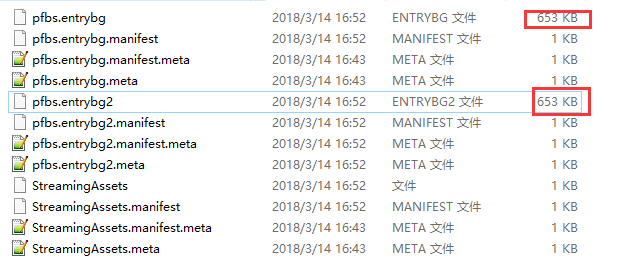 pfbs.entrybg 2018/3/14 16:52 ENTRYBG 文件 653 KB
pfbs.entrybg.manifest 2018/3/14 16:52 MANIFEST 文件 1 KB
pfbs.entrybg.manifest.meta 2018/3/14 16:43 META 文件 1 KB
pfbs.entrybg.meta 2018/3/14 16:43 META 文件 1 KB
pfbs.entrybg2 2018/3/14 16:52 ENTRYBG2 文件 653 KB
pfbs.entrybg2.manifest 2018/3/14 16:52 MANIFEST 文件 1 KB
pfbs.entrybg2.manifest.meta 2018/3/14 16:52 META 文件 1 KB
pfbs.entrybg2.meta 2018/3/14 16:52 META 文件 1 KB
StreamingAssets 2018/3/14 16:52 文件 1 KB
StreamingAssets.manifest 2018/3/14 16:52 MANIFEST 文件 1 KB
StreamingAssets.manifest.meta 2018/3/14 16:43 META 文件 1 KB
StreamingAssets.meta 2018/3/14 16:43 META 文件 1 KB